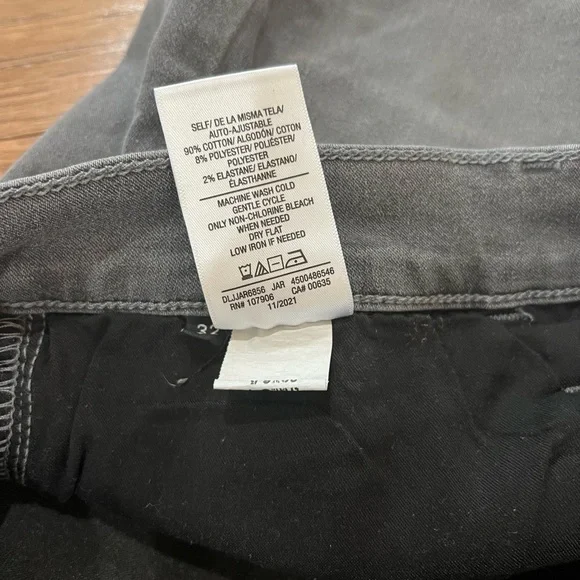 SELF/ DE LA MISMA TELA/
AUTO-AJUSTABLE
90% COTTON/ ALGODÓN/ COTON
8% POLYESTER/ POLIÉSTER/
POLYESTER
2% ELASTANE/ ELASTANO/
ÉLASTHANNE
MACHINE WASH COLD
GENTLE CYCLE
ONLY NON-CHLORINE BLEACH
WHEN NEEDED
DRY FLAT
LOW IRON IF NEEDED
DLJJAR6856 JAR 4500486546
RN# 107906 CA# 00635
11/2021